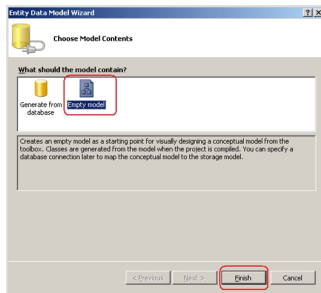 Entity Data Model Wizard
Choose Model Contents
What should the model contain?
Generate from
database
Empty model
Creates an empty model as a starting point for visually designing a conceptual model from the
toolbox. Classes are generated from the model when the project is compiled. You can specify a
database connection later to map the conceptual model to the storage model.
< Previous
Next >
Finish
Cancel